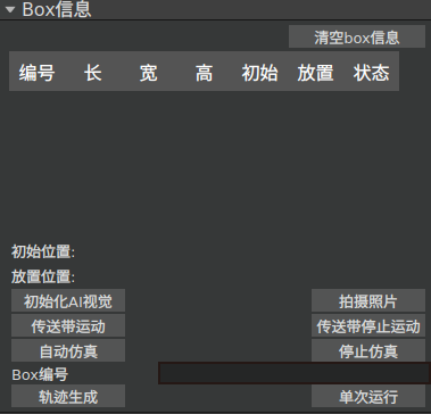 Box信息
清空box信息
编号 长 宽 高 初始 放置 状态
初始位置:
放置位置:
初始化AI视觉 拍摄照片
传送带运动 传送带停止运动
自动仿真 停止仿真
Box编号
轨迹生成 单次运行